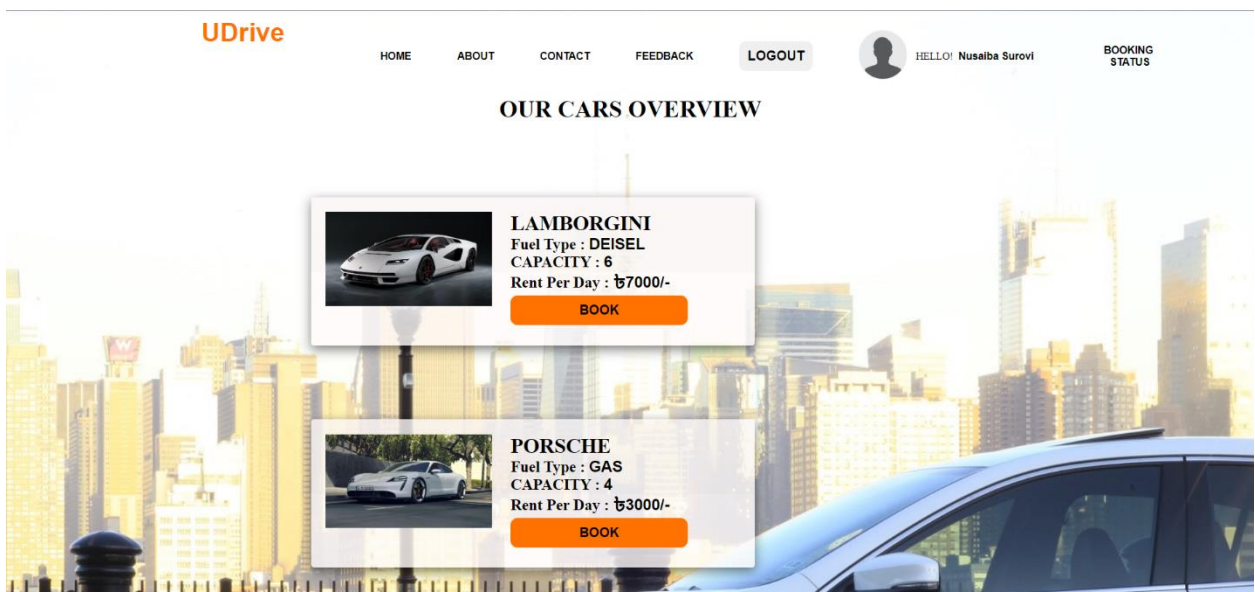 UDrive
HOME
ABOUT
CONTACT
FEEDBACK
LOGOUT
HELLO! Nusaiba Surovi
BOOKING
STATUS
OUR CARS OVERVIEW
LAMBORGINI
Fuel Type : DEISEL
CAPACITY : 6
Rent Per Day : ৳7000/-
BOOK
W
PORSCHE
Fuel Type : GAS
CAPACITY : 4
Rent Per Day : ৳3000/-
BOOK